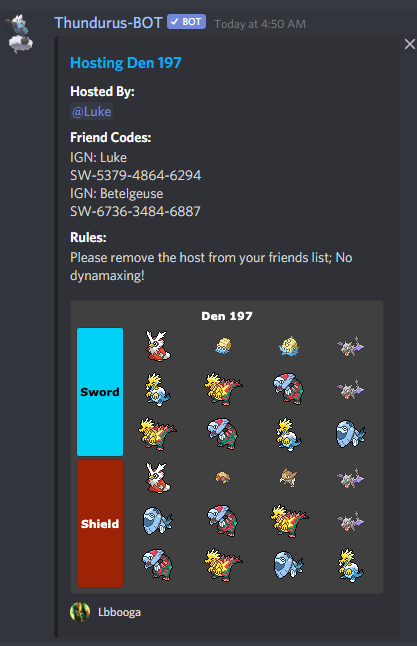 Thundurus-BOT ✓ BOT Today at 4:50 AM
Hosting Den 197
Hosted By:
@Luke
Friend Codes:
IGN: Luke
SW-5379-4864-6294
IGN: Betelgeuse
SW-6736-3484-6887
Rules:
Please remove the host from your friends list; No
dynamaxing!
Den 197
Sword
Shield
Lbbooga